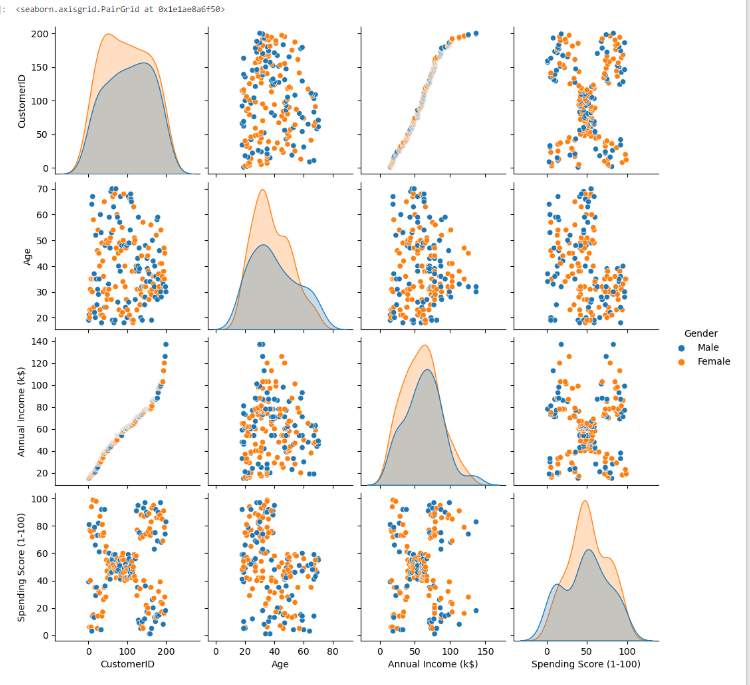 ]: <seaborn.axisgrid.PairGrid at 0x1e1ae8a6f50>
200
150
100
50
0
CustomerID
70
60
50
40
30
20
Age
Gender
Male
Female
140
120
100
80
60
40
20
Annual Income (k$)
100
80
60
40
20
0
Spending Score (1-100)
0 100 200
0 20 40 60 80
0 50 100 150
0 50 100
CustomerID
Age
Annual Income (k$)
Spending Score (1-100)